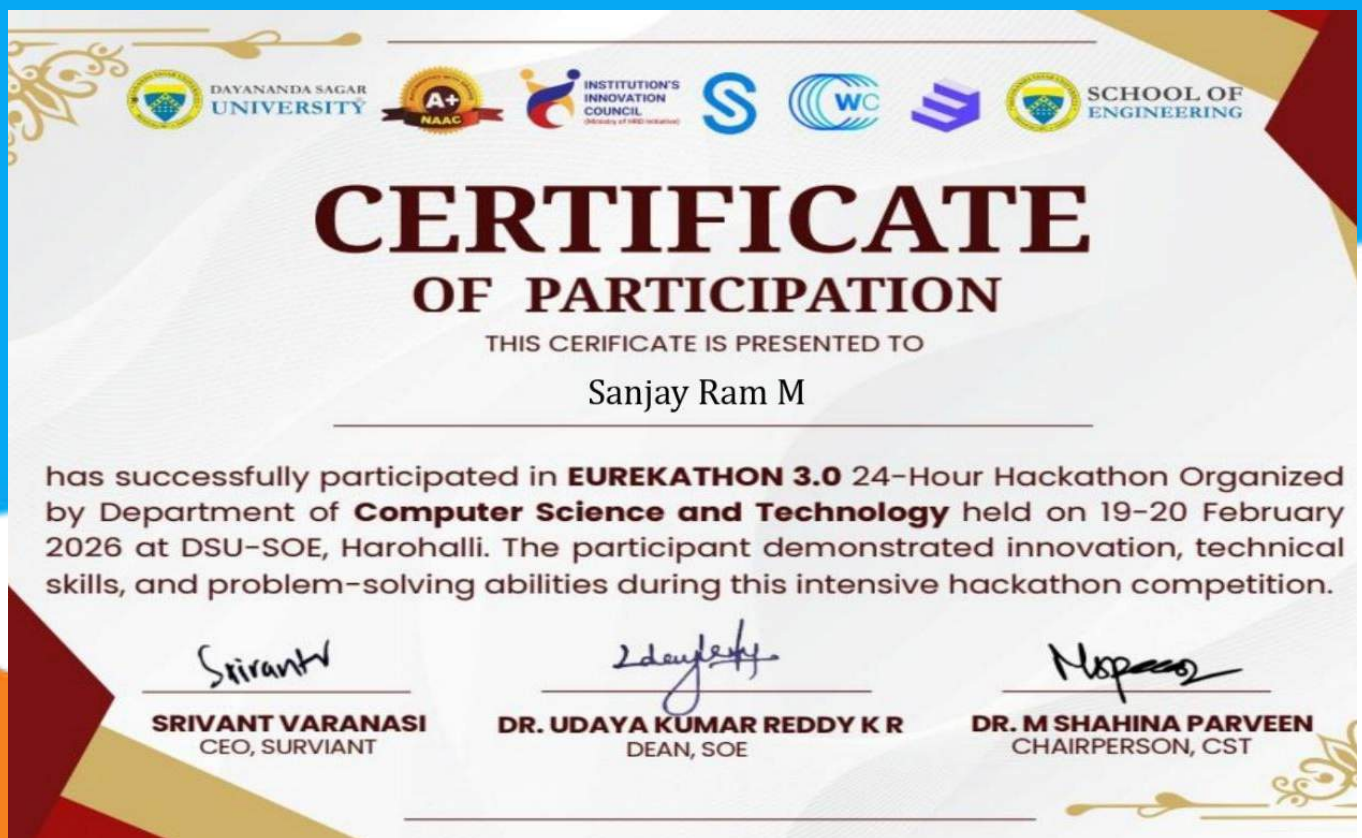 DAYANANDA SAGAR
UNIVERSITY
A+
NAAC
INSTITUTION'S
INNOVATION
COUNCIL
(Ministry of HRD Initiative)
S
WC
SCHOOL OF
ENGINEERING
CERTIFICATE
OF PARTICIPATION
THIS CERIFICATE IS PRESENTED TO
Sanjay Ram M
has successfully participated in EUREKATHON 3.0 24-Hour Hackathon Organized
by Department of Computer Science and Technology held on 19-20 February
2026 at DSU-SOE, Harohalli. The participant demonstrated innovation, technical
skills, and problem-solving abilities during this intensive hackathon competition.
SRIVANT VARANASI
CEO, SURVIANT
DR. UDAYA KUMAR REDDY K R
DEAN, SOE
DR. M SHAHINA PARVEEN
CHAIRPERSON, CST